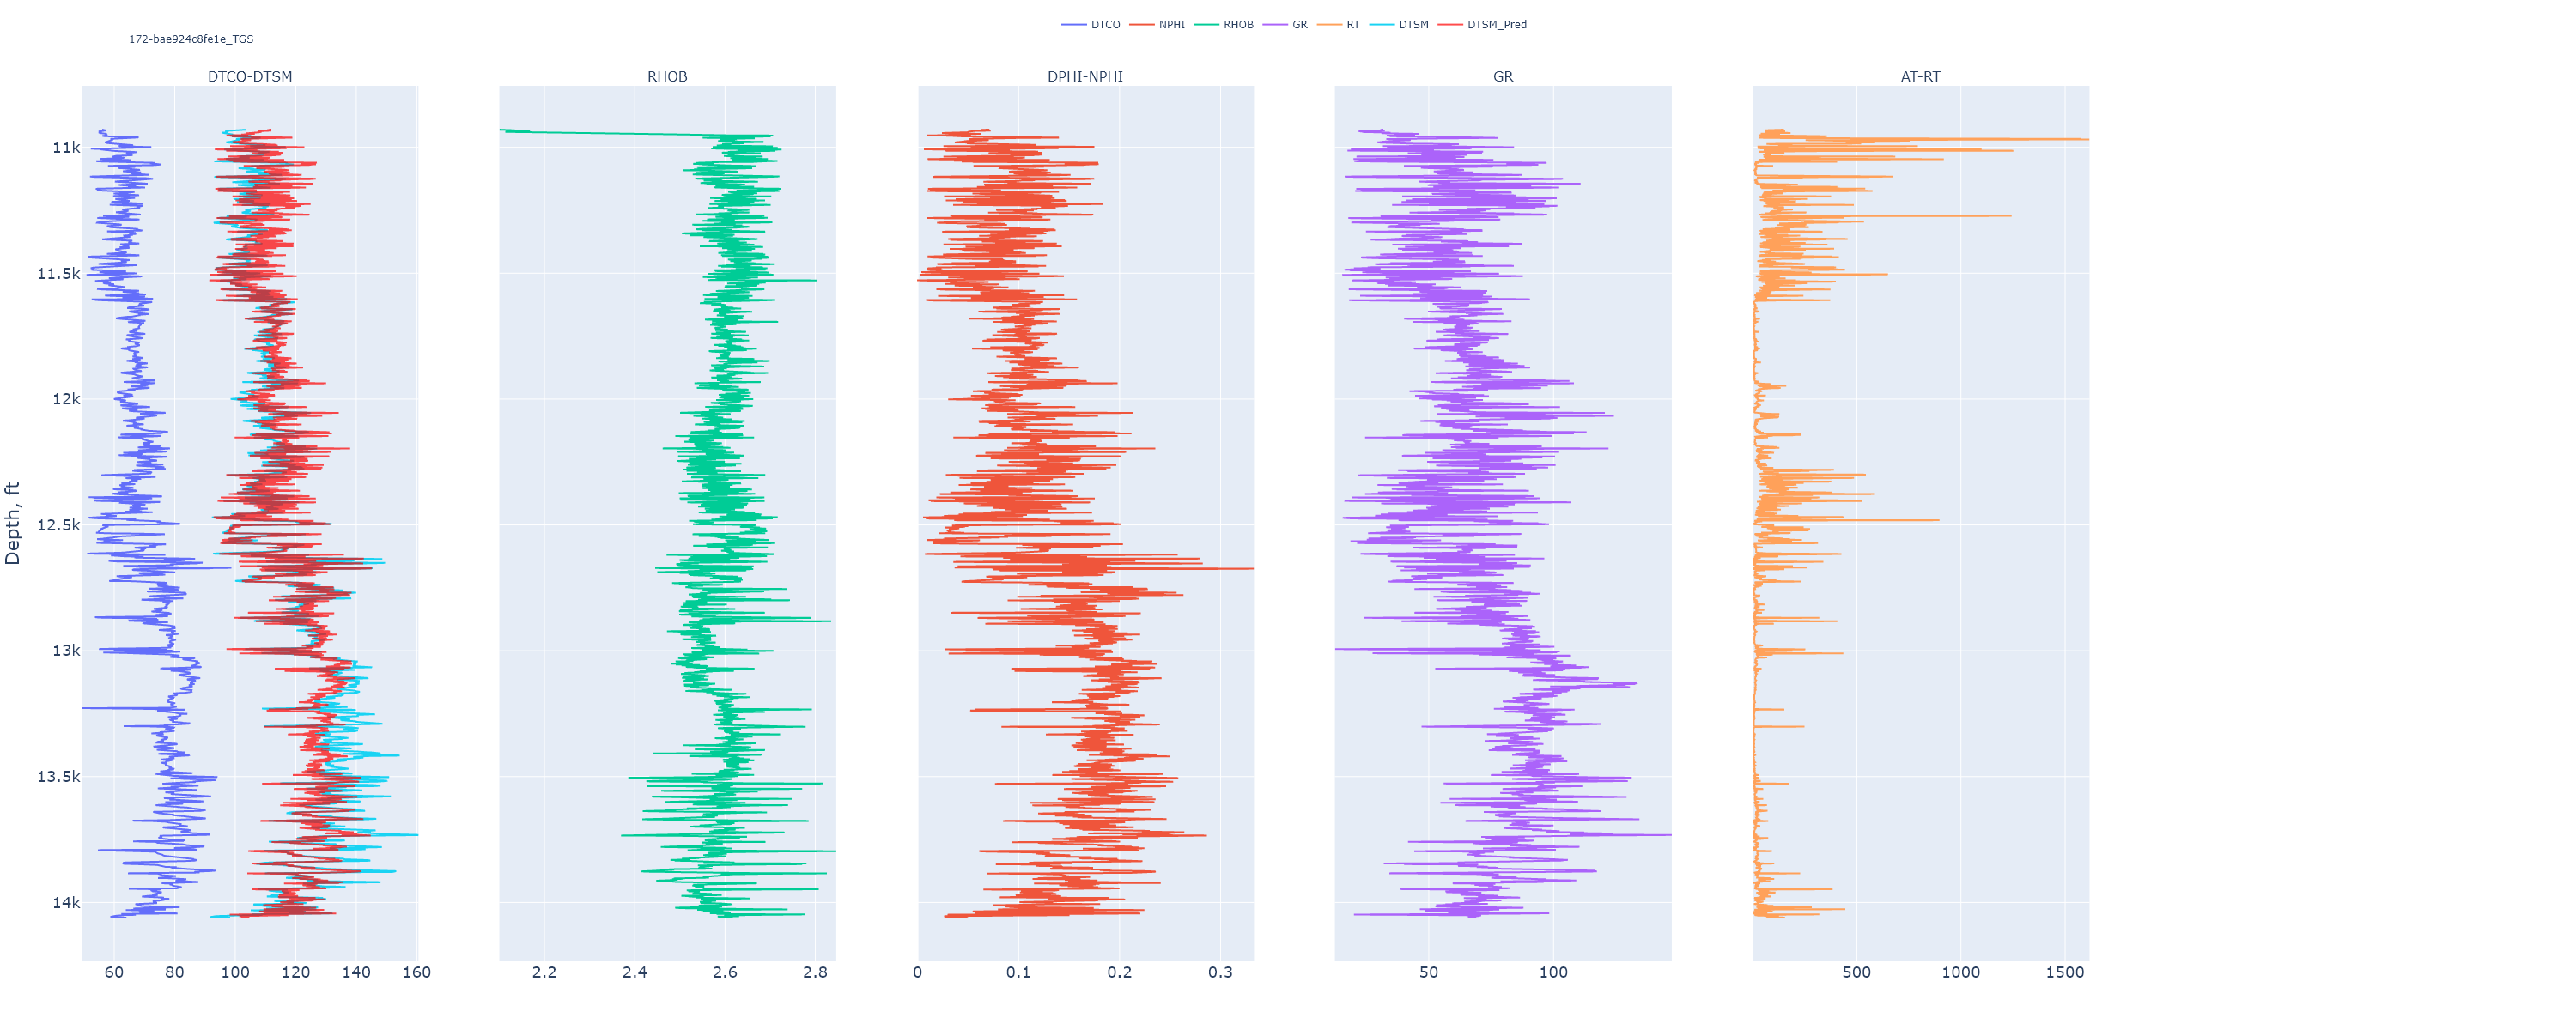 DTCO NPHI RHOB GR RT DTSM DTSM_Pred
172-bae924c8fe1e_TGS
DTCO-DTSM RHOB DPHI-NPHI GR AT-RT
Depth, ft
11k
11.5k
12k
12.5k
13k
13.5k
14k
60 80 100 120 140 160 2.2 2.4 2.6 2.8 0 0.1 0.2 0.3 50 100 500 1000 1500